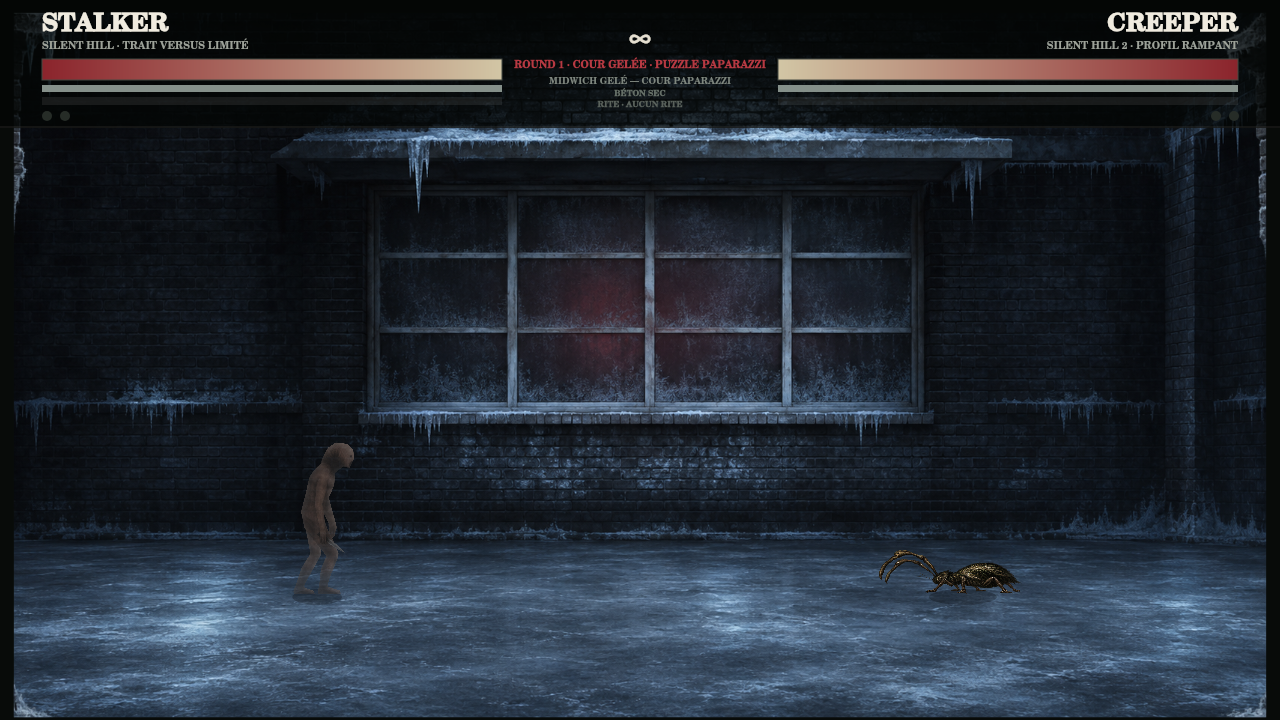 STALKER
SILENT HILL · TRAIT VERSUS LIMITÉ
∞
ROUND 1 · COUR GELÉE · PUZZLE PAPARAZZI
MIDWICH GELÉ — COUR PAPARAZZI
BÉTON SEC
RITE · AUCUN RITE
CREEPER
SILENT HILL 2 · PROFIL RAMPANT